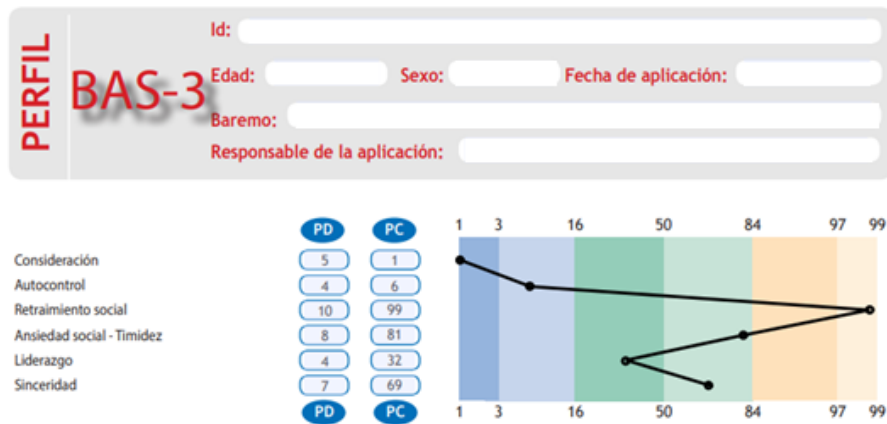 PERFIL
BAS-3
Id:
Edad: Sexo: Fecha de aplicación:
Baremo:
Responsable de la aplicación:
PD PC 1 3 16 50 84 97 99
Consideración 5 1
Autocontrol 4 6
Retraimiento social 10 99
Ansiedad social - Timidez 8 81
Liderazgo 4 32
Sinceridad 7 69
PD PC 1 3 16 50 84 97 99